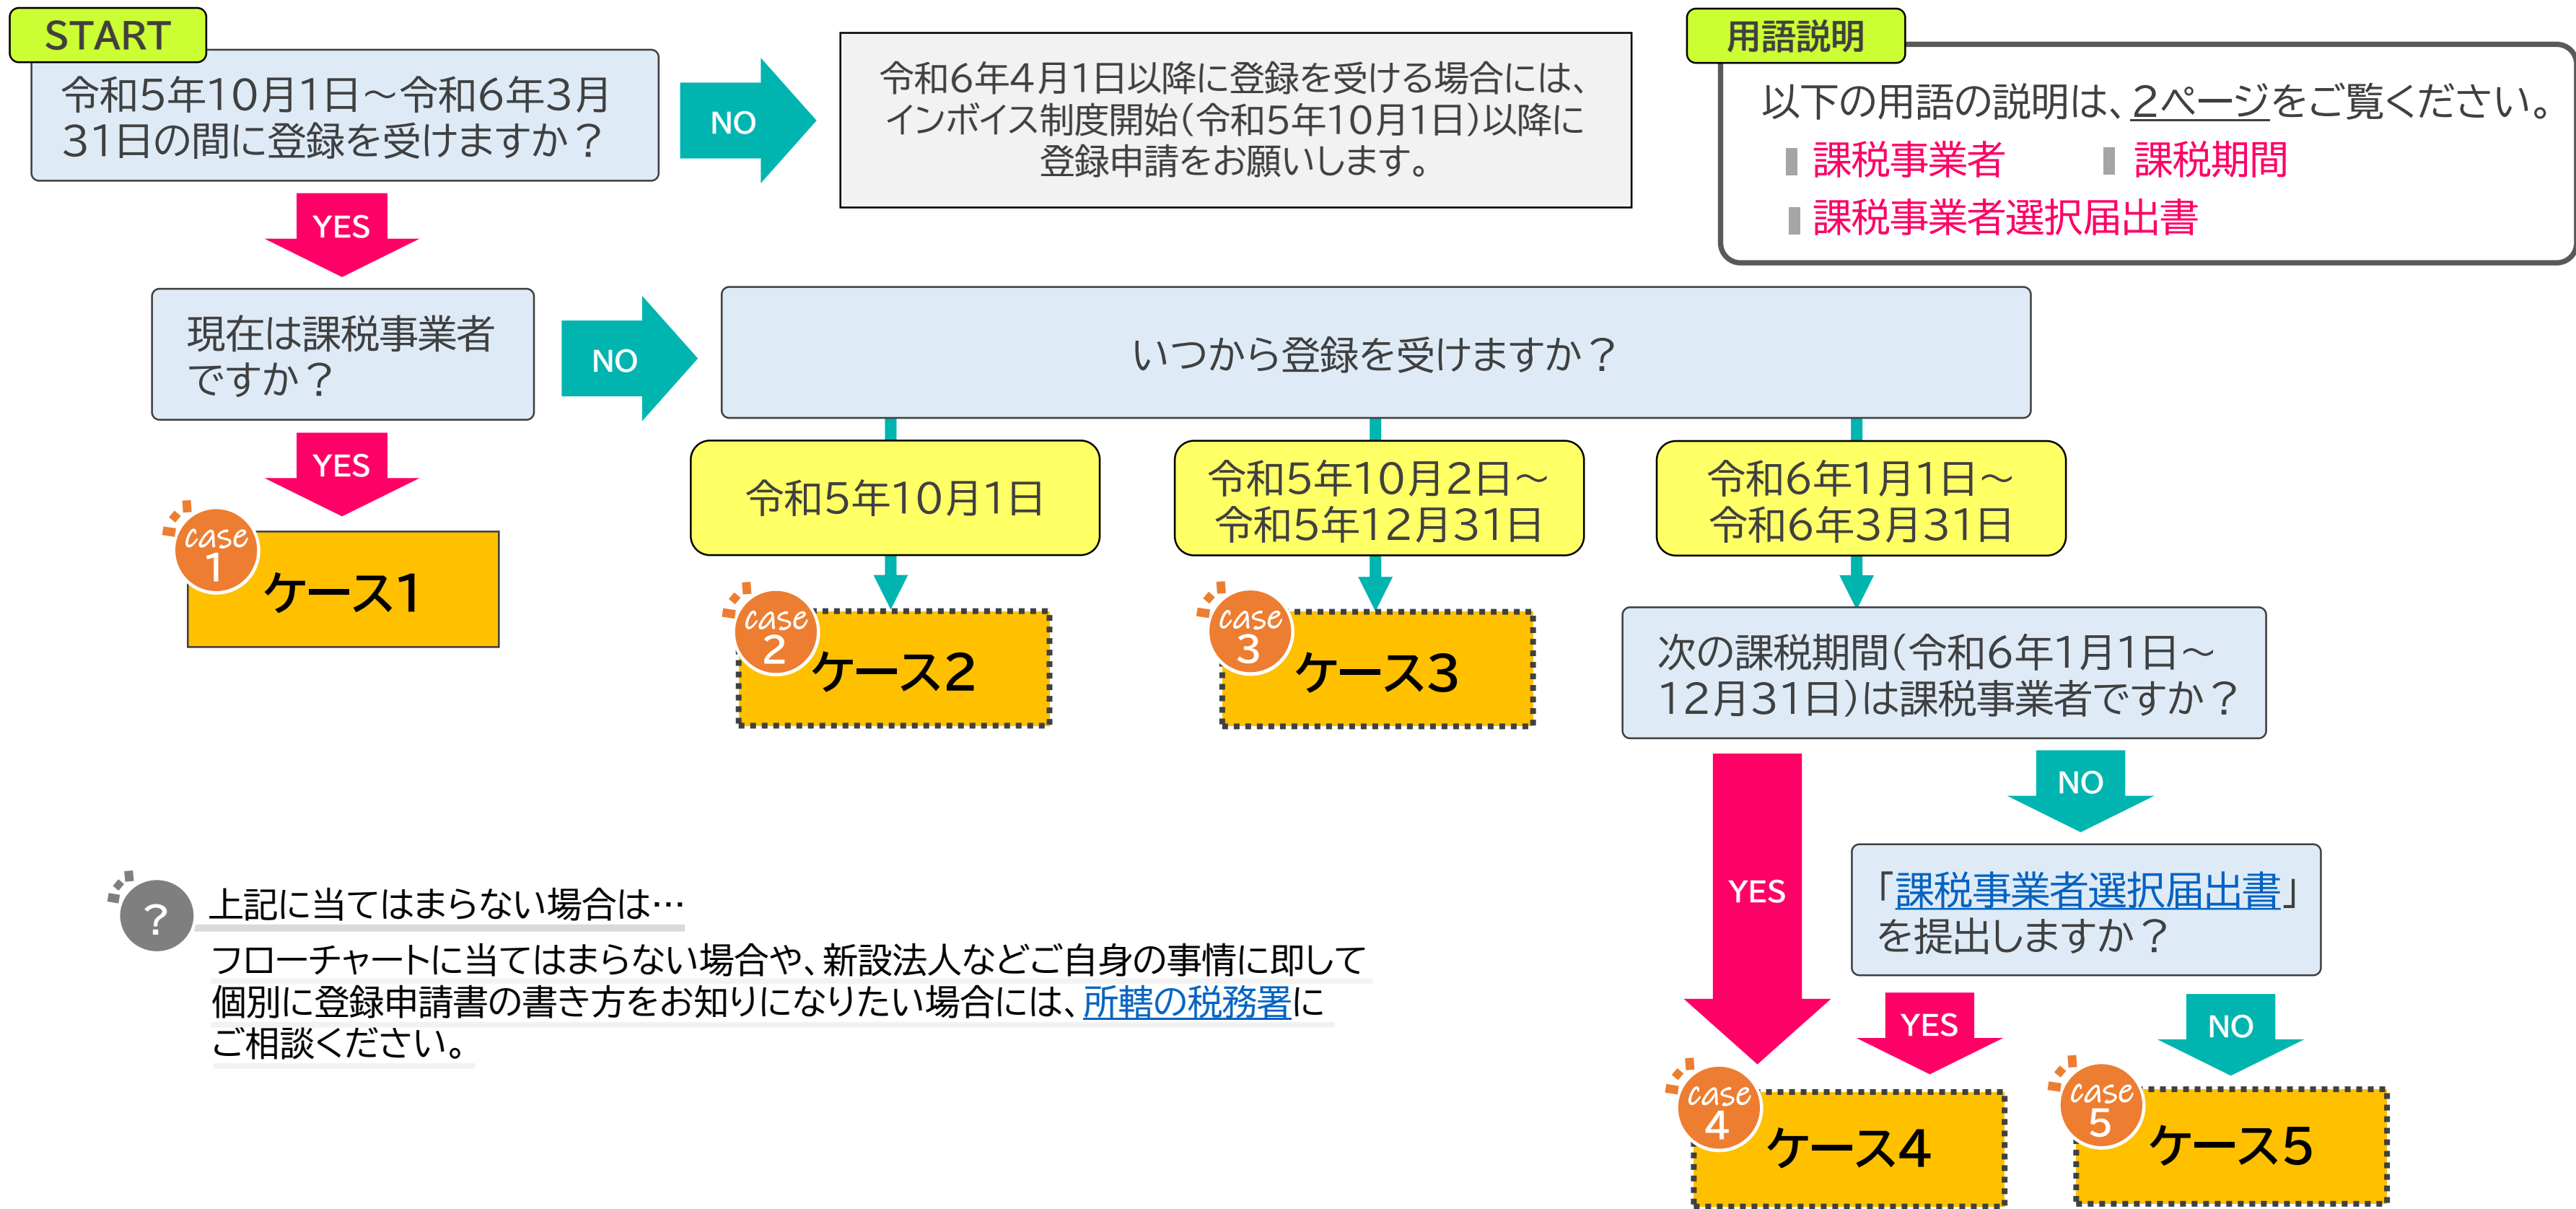 START
令和5年10月1日～令和6年3月
31日の間に登録を受けますか？
NO
令和6年4月1日以降に登録を受ける場合には、
インボイス制度開始（令和5年10月1日）以降に
登録申請をお願いします。
用語説明
以下の用語の説明は、2ページをご覧ください。
課税事業者
課税期間
課税事業者選択届出書
YES
現在は課税事業者
ですか？
NO
いつから登録を受けますか？
YES
case
1
ケース1
令和5年10月1日
令和5年10月2日～
令和5年12月31日
令和6年1月1日～
令和6年3月31日
case
2
ケース2
case
3
ケース3
次の課税期間（令和6年1月1日～
12月31日）は課税事業者ですか？
YES
NO
「課税事業者選択届出書」
を提出しますか？
YES
NO
case
4
ケース4
case
5
ケース5
?
上記に当てはまらない場合は…
フローチャートに当てはまらない場合や、新設法人などご自身の事情に即して
個別に登録申請書の書き方をお知りになりたい場合には、所轄の税務署に
ご相談ください。